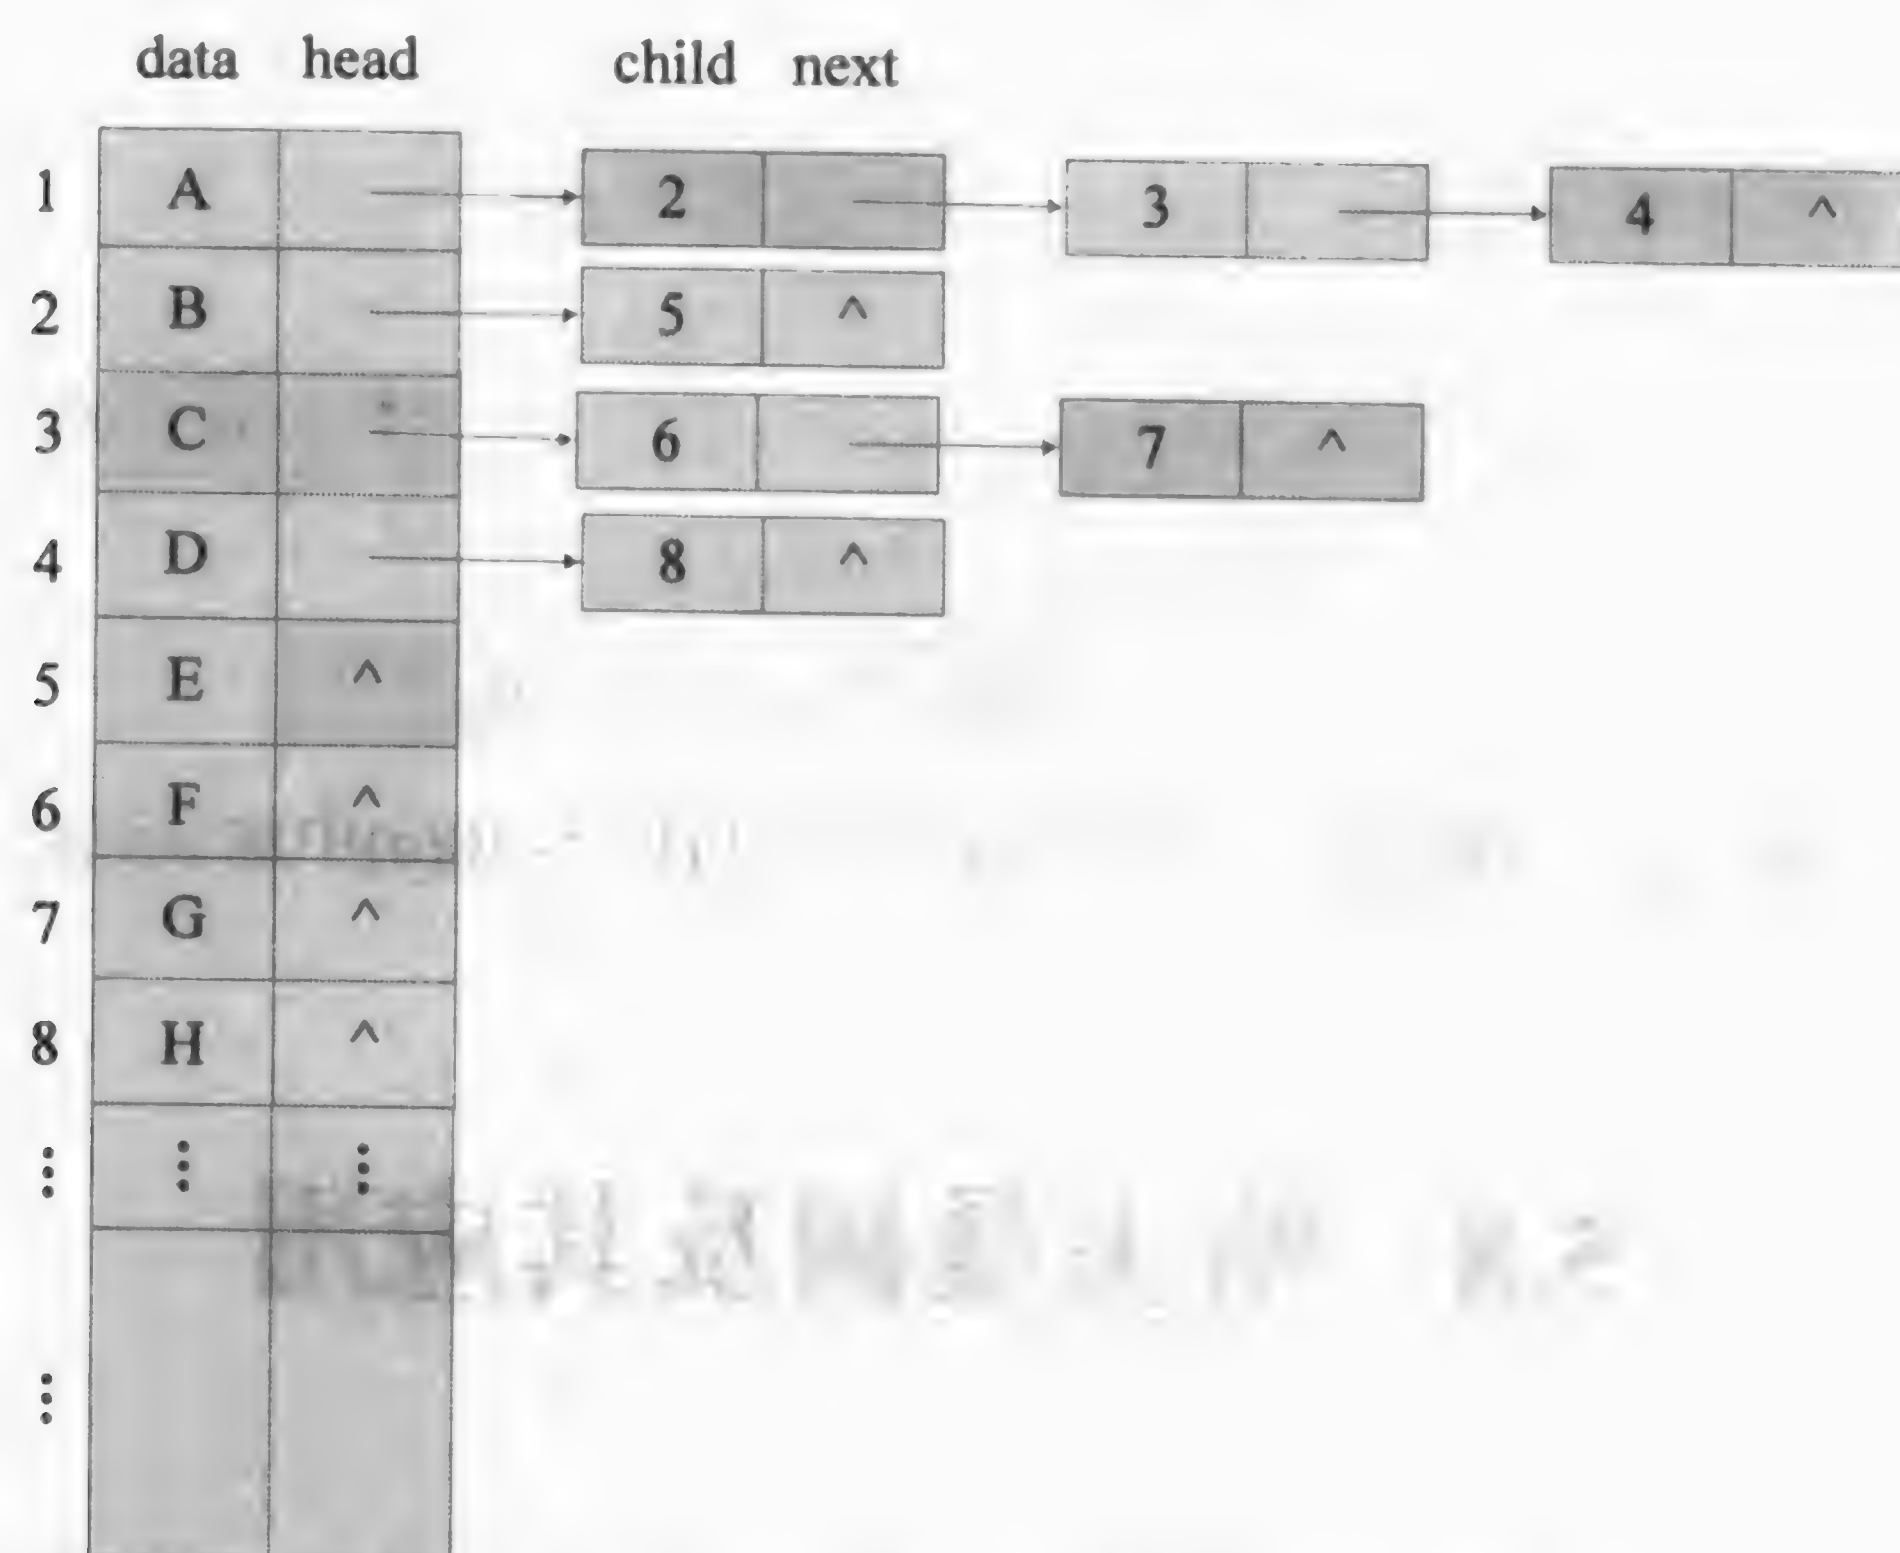 data head child next
1 A 2 3 4 ^
2 B 5 ^
3 C 6 7 ^
4 D 8 ^
5 E ^
6 F ^
7 G ^
8 H ^
⋮ ⋮ ⋮
⋮